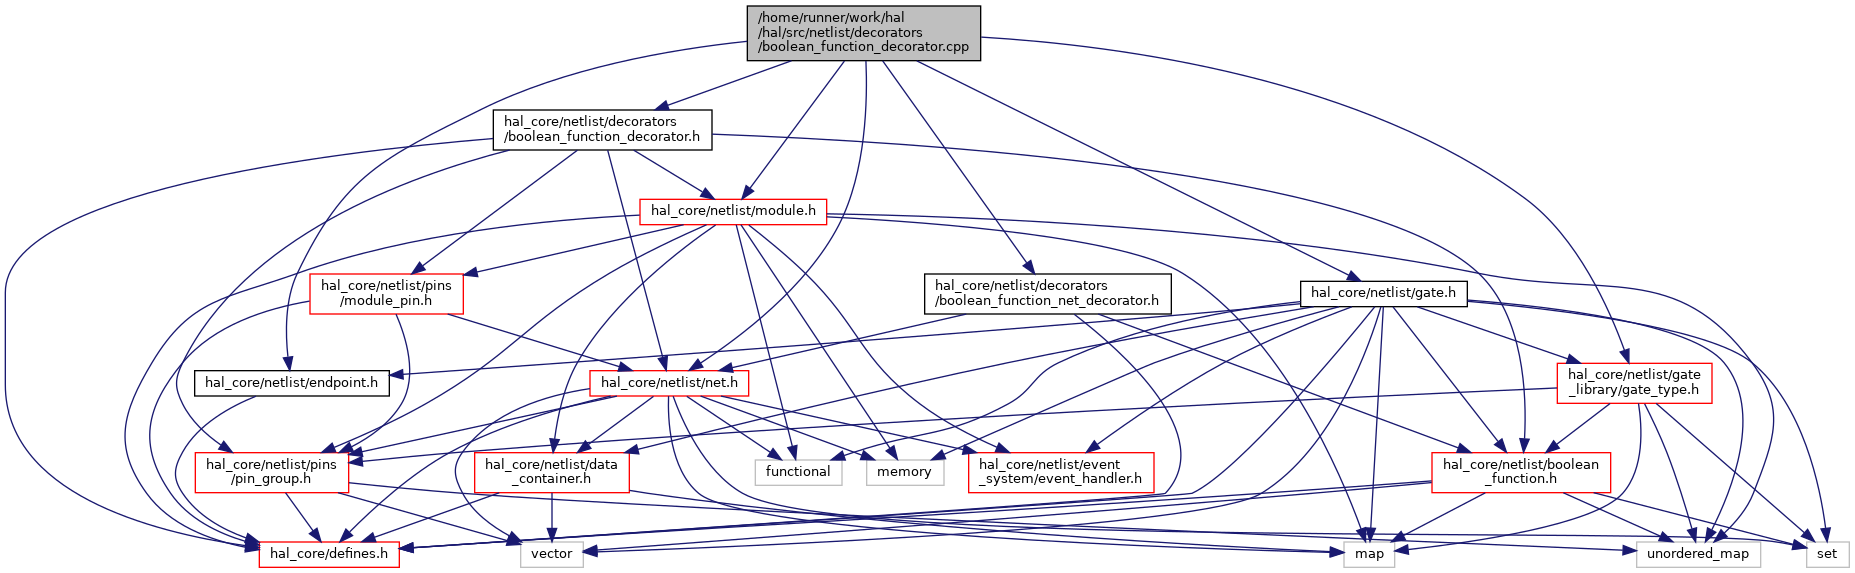 /home/runner/work/hal
/hal/src/netlist/decorators
/boolean_function_decorator.cpp
hal_core/netlist/decorators
/boolean_function_decorator.h
hal_core/netlist/module.h
hal_core/netlist/pins
/module_pin.h
hal_core/netlist/decorators
/boolean_function_net_decorator.h
hal_core/netlist/gate.h
hal_core/netlist/endpoint.h
hal_core/netlist/net.h
hal_core/netlist/gate
_library/gate_type.h
hal_core/netlist/pins
/pin_group.h
hal_core/netlist/data
_container.h
functional
memory
hal_core/netlist/event
_system/event_handler.h
hal_core/netlist/boolean
_function.h
hal_core/defines.h
vector
map
unordered_map
set